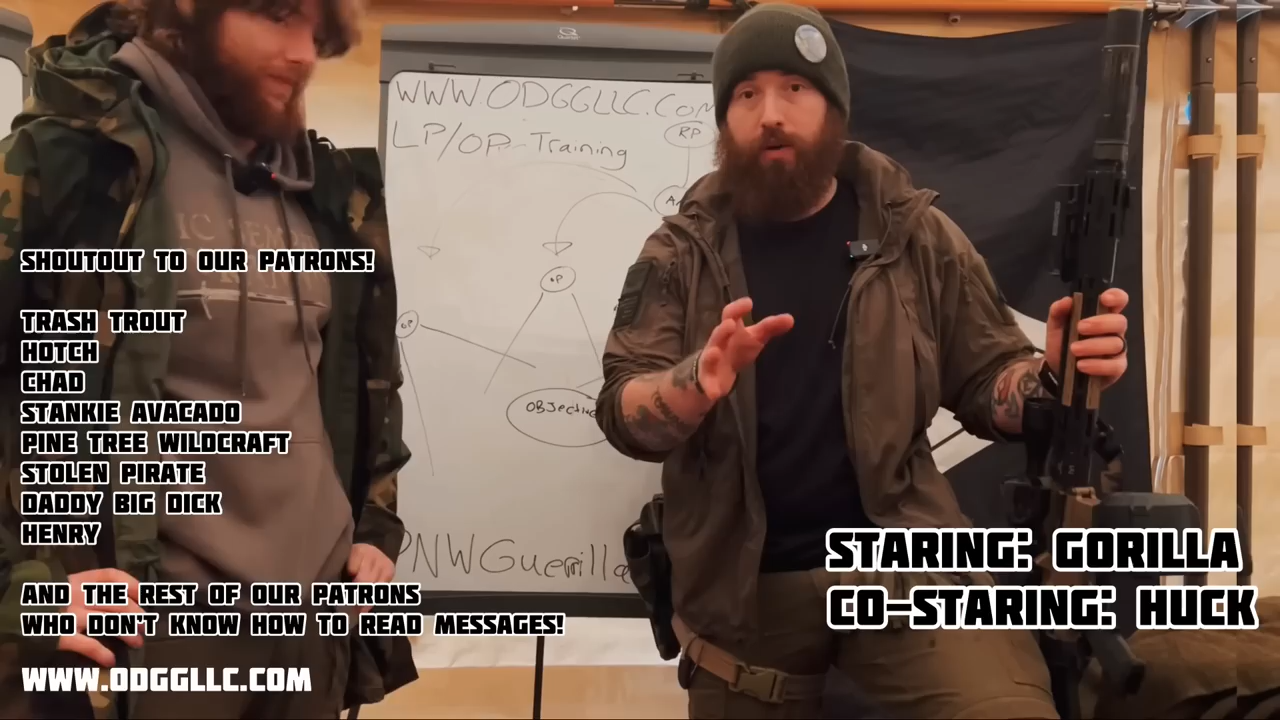 WWW.ODGGLLC.COM
LP/OP-Training
RP
OP
OP
OBJective
PNWGuerilla
SHOUTOUT TO OUR PATRONS!
TRASH TROUT
HOTCH
CHAD
STANKIE AVACADO
PINE TREE WILDCRAFT
STOLEN PIRATE
DADDY BIG DICK
HENRY
AND THE REST OF OUR PATRONS
WHO DON'T KNOW HOW TO READ MESSAGES!
WWW.ODGGLLC.COM
STARING: GORILLA
CO-STARING: HUCK